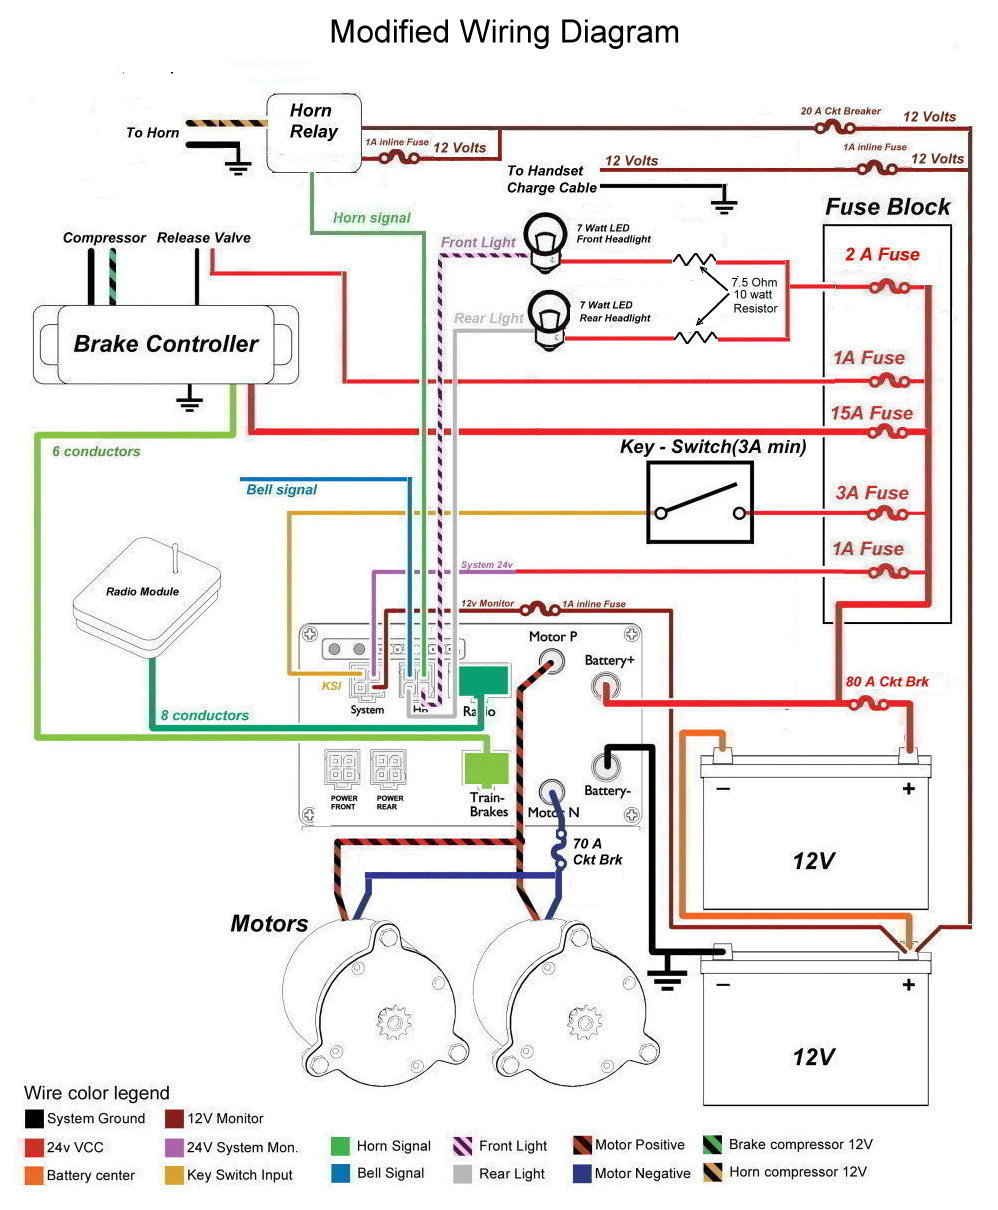 Modified Wiring Diagram
Horn
Relay
To Horn
1A inline Fuse
12 Volts
20 A Ckt Breaker
12 Volts
1A inline Fuse
12 Volts
12 Volts
To Handset
Charge Cable
Fuse Block
Horn signal
Compressor
Release Valve
Front Light
7 Watt LED
Front Headlight
2 A Fuse
7.5 Ohm
10 watt
Resistor
Rear Light
7 Watt LED
Rear Headlight
Brake Controller
1A Fuse
15A Fuse
6 conductors
Key - Switch(3A min)
Bell signal
3A Fuse
1A Fuse
System 24v
Radio Module
12v Monitor
1A inline Fuse
Motor P
Battery+
KSI
System
HR
Radio
80 A Ckt Brk
8 conductors
POWER
FRONT
POWER
REAR
Train-
Brakes
Battery-
Motor N
70 A
Ckt Brk
–
+
12V
Motors
–
+
12V
Wire color legend
System Ground
12V Monitor
24v VCC
24V System Mon.
Horn Signal
Front Light
Motor Positive
Brake compressor 12V
Battery center
Key Switch Input
Bell Signal
Rear Light
Motor Negative
Horn compressor 12V